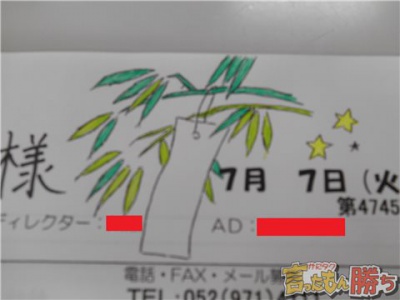 様
7月 7日(火
第4745
ディレクター:
AD:
電話・FAX・メール
TEL:052(971)
言ったもん勝ち